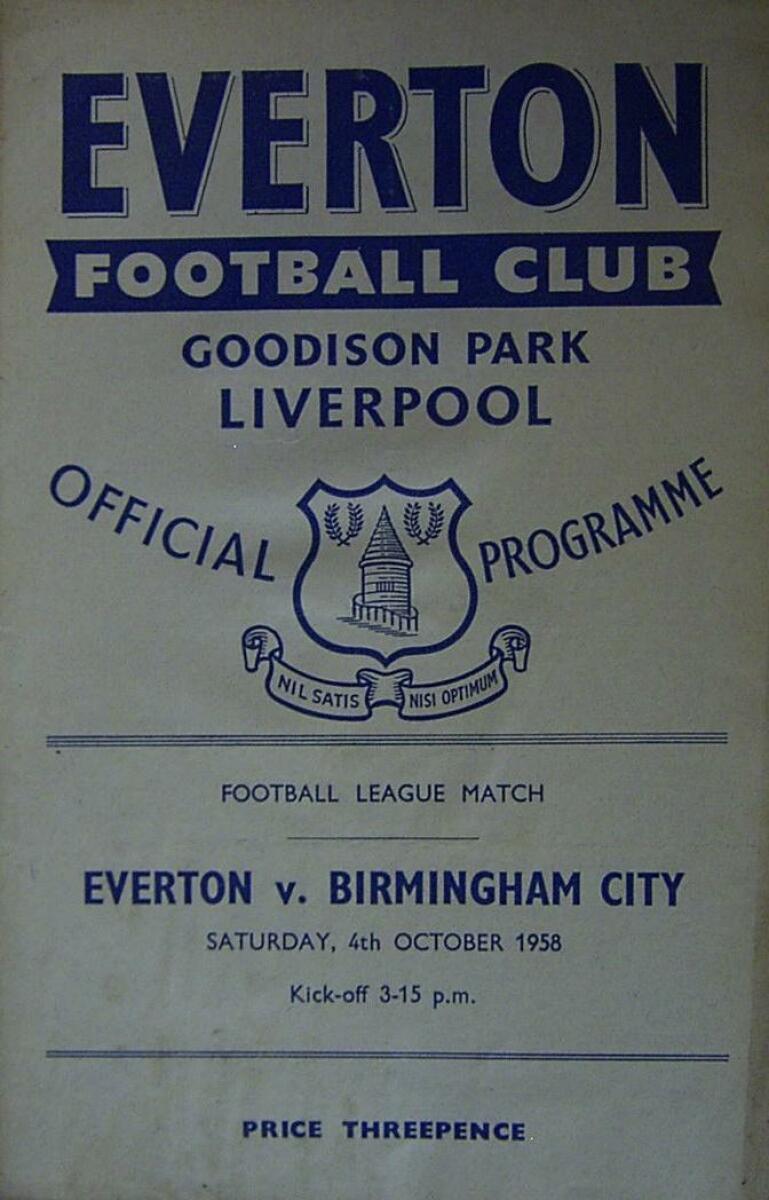 EVERTON
FOOTBALL CLUB
GOODISON PARK
LIVERPOOL
OFFICIAL PROGRAMME
NIL SATIS NISI OPTIMUM
FOOTBALL LEAGUE MATCH
EVERTON v. BIRMINGHAM CITY
SATURDAY, 4th OCTOBER 1958
Kick-off 3-15 p.m.
PRICE THREEPENCE